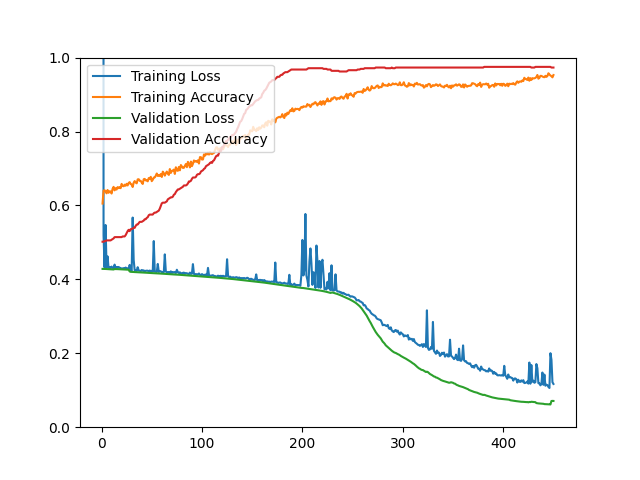 1.0
0.8
0.6
0.4
0.2
0.0
Training Loss
Training Accuracy
Validation Loss
Validation Accuracy
0 100 200 300 400